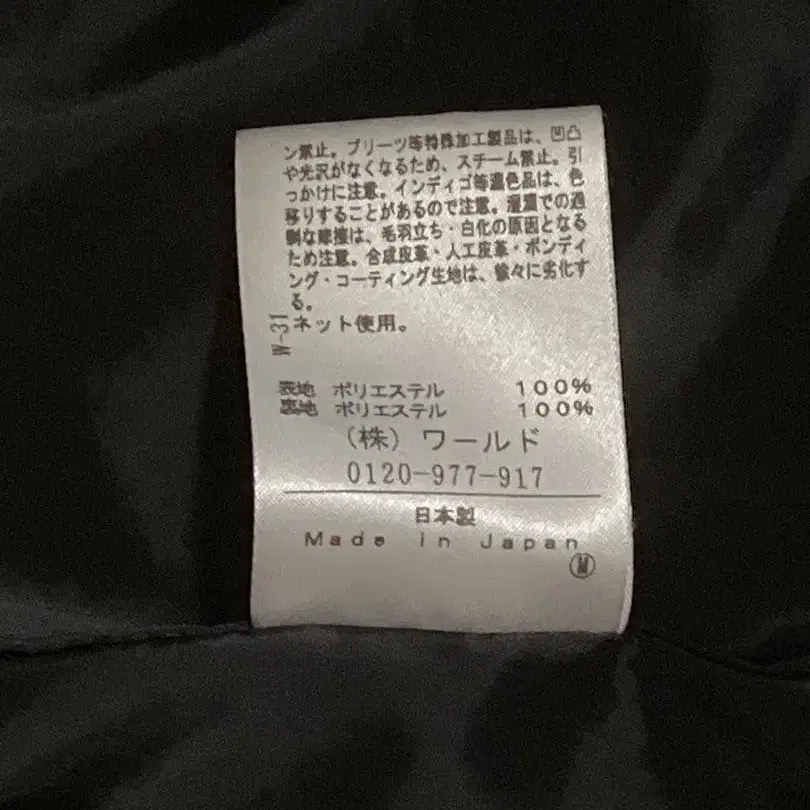 ン禁止。プリーツ等特殊加工製品は、凹凸
や光沢がなくなるため、スチーム禁止。引
っかけに注意。インディゴ等濃色品は、色
移りすることがあるので注意。湿潤での過
剰な摩擦は、毛羽立ち・白化の原因となる
ため注意。合成皮革・人工皮革・ボンディ
ング・コーティング生地は、徐々に劣化す
る。
ネット使用。
W-31
表地 ポリエステル 100%
裏地 ポリエステル 100%
(株)ワールド
0120-977-917
日本製
Made in Japan
M